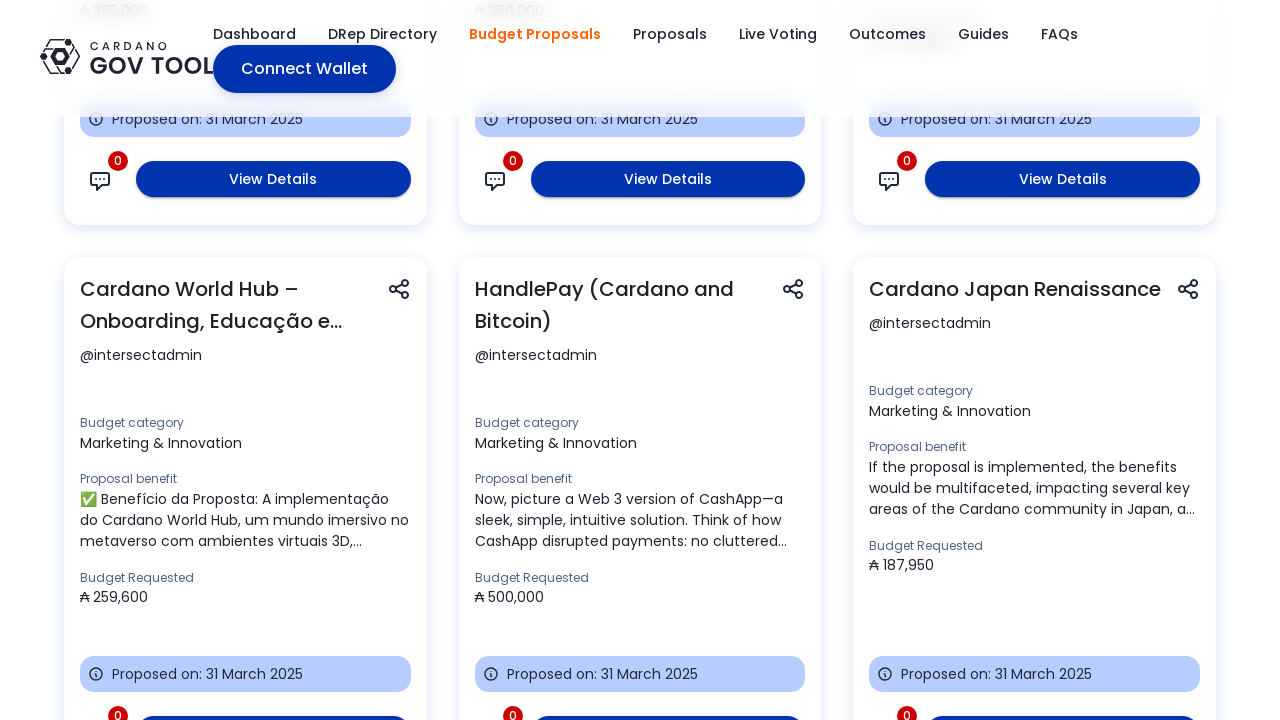 ₳ 385,000
₳ 386,000
CARDANO
GOV TOOL
Dashboard
DRep Directory
Budget Proposals
Proposals
Live Voting
Outcomes
Guides
FAQs
Connect Wallet
Proposed on: 31 March 2025
Proposed on: 31 March 2025
Proposed on: 31 March 2025
0
View Details
0
View Details
0
View Details
Cardano World Hub –
Onboarding, Educação e...
@intersectadmin
Budget category
Marketing & Innovation
Proposal benefit
✅ Benefício da Proposta: A implementação
do Cardano World Hub, um mundo imersivo no
metaverso com ambientes virtuais 3D,...
Budget Requested
₳ 259,600
Proposed on: 31 March 2025
0
HandlePay (Cardano and
Bitcoin)
@intersectadmin
Budget category
Marketing & Innovation
Proposal benefit
Now, picture a Web 3 version of CashApp—a
sleek, simple, intuitive solution. Think of how
CashApp disrupted payments: no cluttered...
Budget Requested
₳ 500,000
Proposed on: 31 March 2025
0
Cardano Japan Renaissance
@intersectadmin
Budget category
Marketing & Innovation
Proposal benefit
If the proposal is implemented, the benefits
would be multifaceted, impacting several key
areas of the Cardano community in Japan, a...
Budget Requested
₳ 187,950
Proposed on: 31 March 2025
0